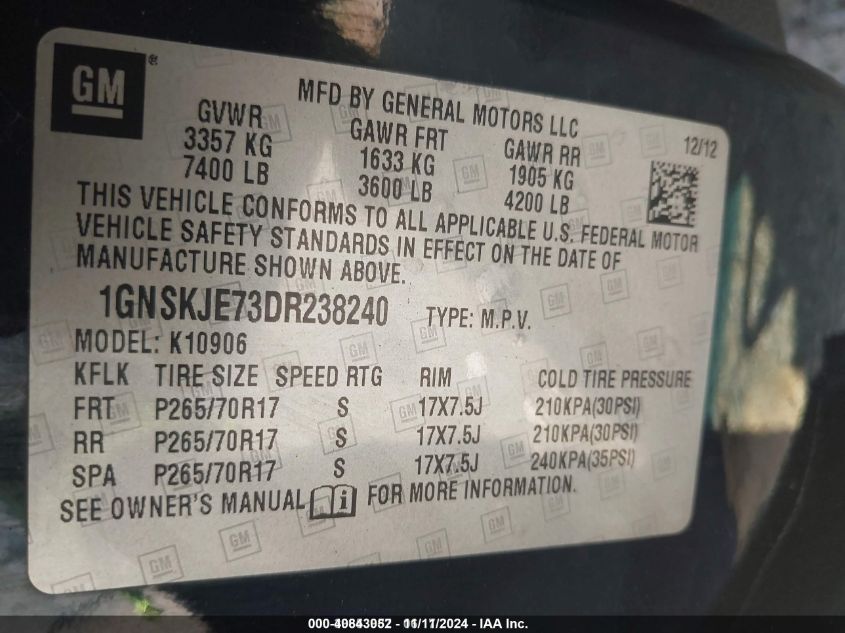 GM ®
MFD BY GENERAL MOTORS LLC
12/12
GVWR GAWR FRT GAWR RR
3357 KG 1633 KG 1905 KG
7400 LB 3600 LB 4200 LB
THIS VEHICLE CONFORMS TO ALL APPLICABLE U.S. FEDERAL MOTOR
VEHICLE SAFETY STANDARDS IN EFFECT ON THE DATE OF
MANUFACTURE SHOWN ABOVE.
1GNSKJE73DR238240 TYPE: M.P.V.
MODEL: K10906
KFLK TIRE SIZE SPEED RTG RIM COLD TIRE PRESSURE
FRT P265/70R17 S 17X7.5J 210KPA(30PSI)
RR P265/70R17 S 17X7.5J 210KPA(30PSI)
SPA P265/70R17 S 17X7.5J 240KPA(35PSI)
SEE OWNER'S MANUAL i FOR MORE INFORMATION.
- IAA Inc.